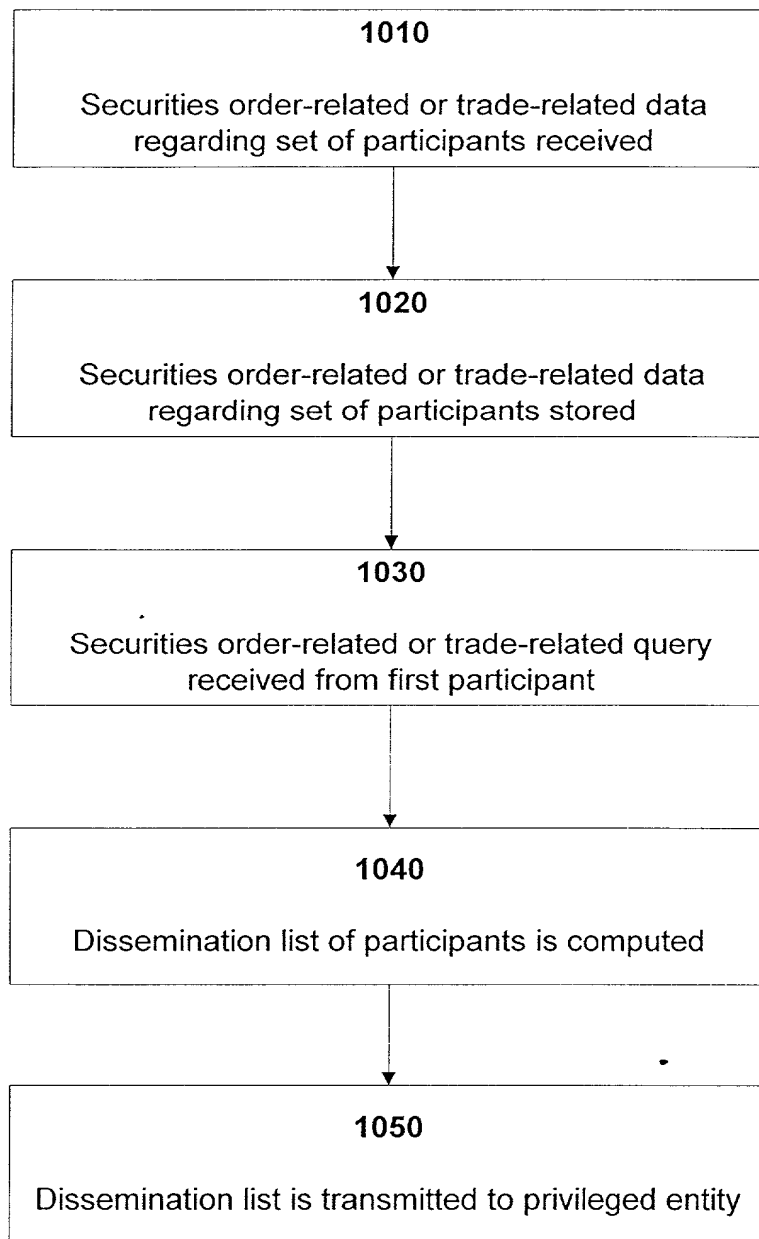 1010
Securities order-related or trade-related data
regarding set of participants received
1020
Securities order-related or trade-related data
regarding set of participants stored
1030
Securities order-related or trade-related query
received from first participant
1040
Dissemination list of participants is computed
1050
Dissemination list is transmitted to privileged entity